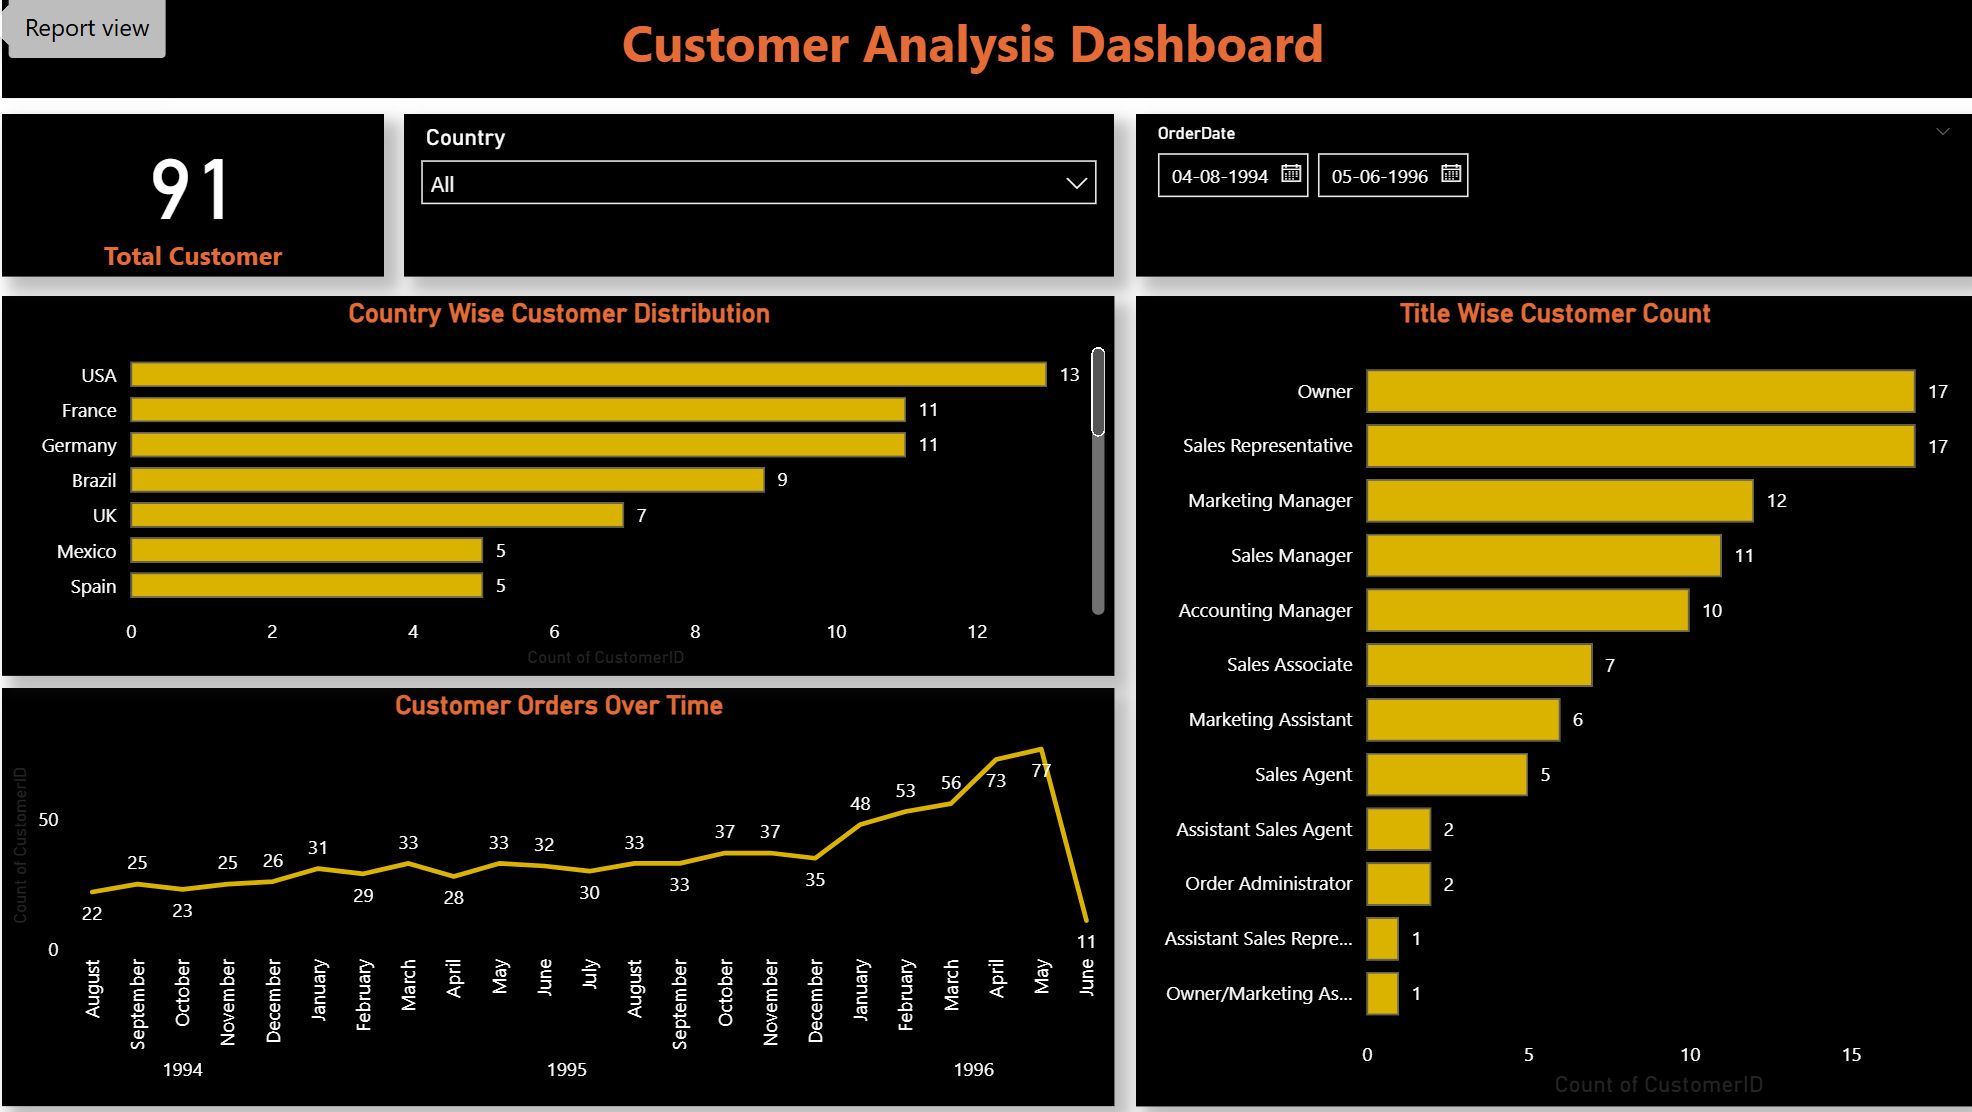 Report view
Customer Analysis Dashboard
91
Total Customer
Country
All
OrderDate
04-08-1994
05-06-1996
Country Wise Customer Distribution
USA 13
France 11
Germany 11
Brazil 9
UK 7
Mexico 5
Spain 5
0 2 4 6 8 10 12
Count of CustomerID
Customer Orders Over Time
Count of CustomerID
50
0
22 25 23 25 26 31 29 33 28 33 32 30 33 33 37 37 35 48 53 56 73 77 11
August September October November December January February March April May June July August September October November December January February March April May June
1994 1995 1996
Title Wise Customer Count
Owner 17
Sales Representative 17
Marketing Manager 12
Sales Manager 11
Accounting Manager 10
Sales Associate 7
Marketing Assistant 6
Sales Agent 5
Assistant Sales Agent 2
Order Administrator 2
Assistant Sales Repre... 1
Owner/Marketing As... 1
0 5 10 15
Count of CustomerID